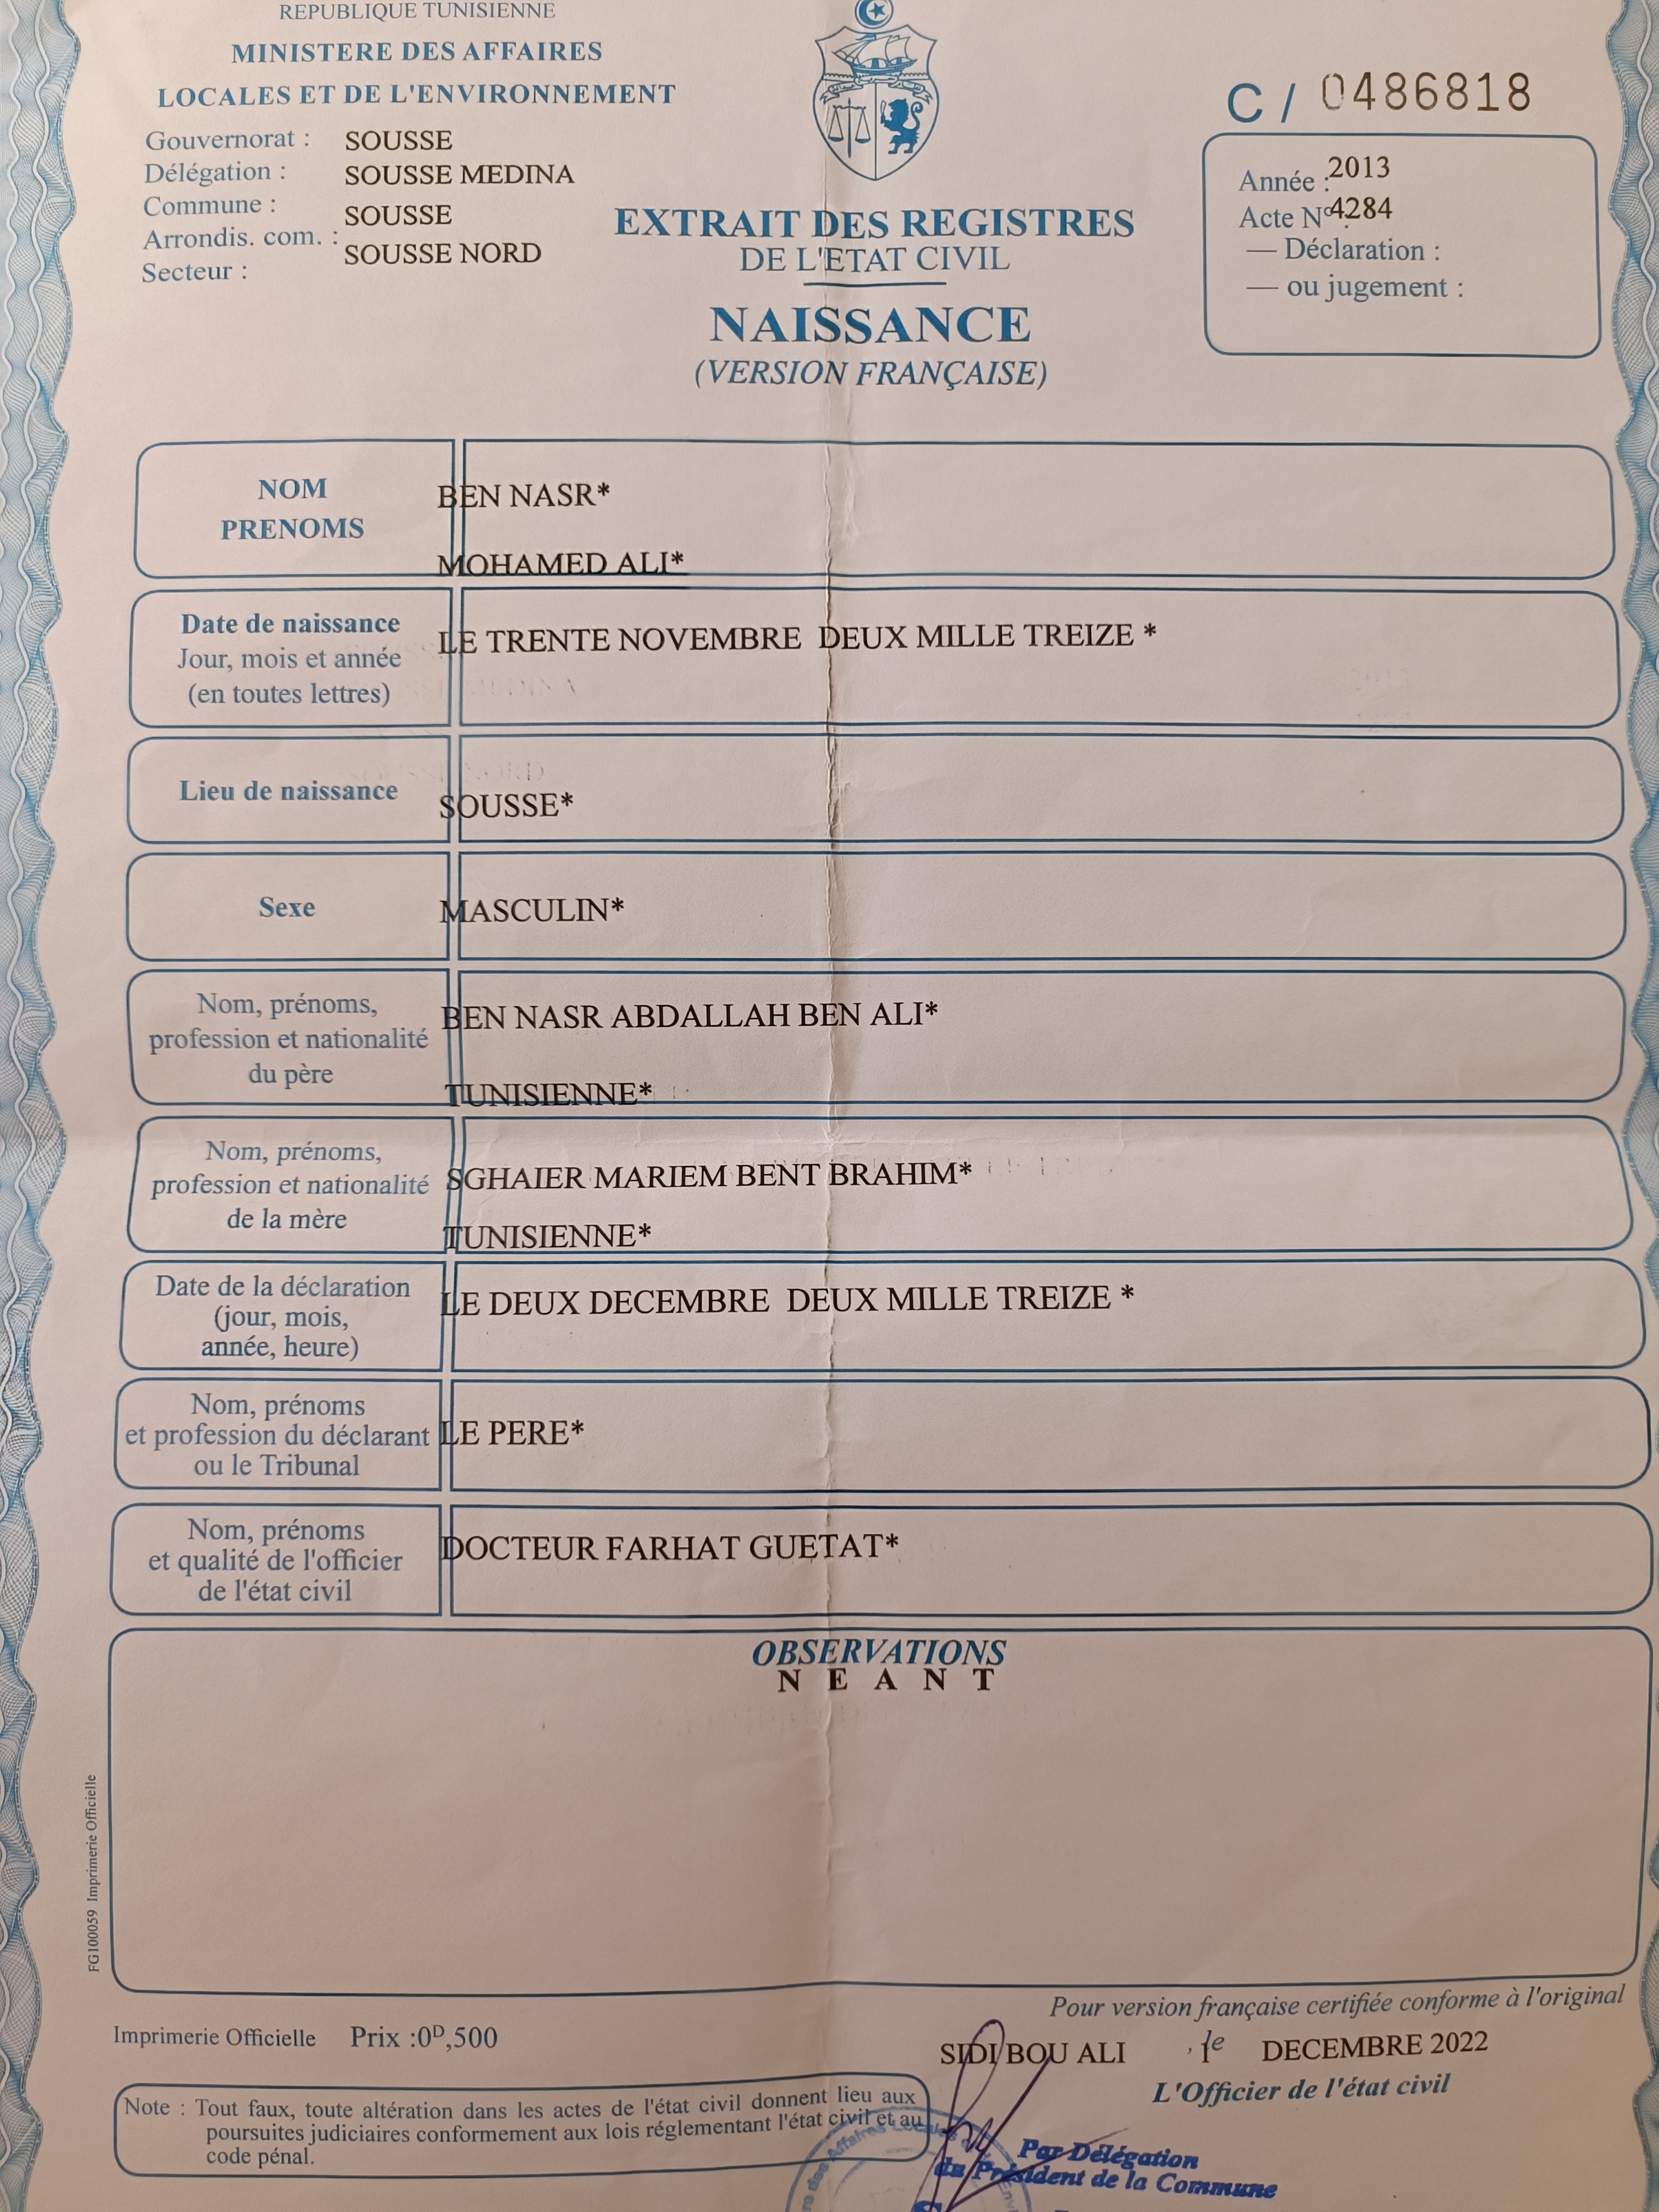 REPUBLIQUE TUNISIENNE
MINISTERE DES AFFAIRES
LOCALES ET DE L'ENVIRONNEMENT
Gouvernorat : SOUSSE
Délégation : SOUSSE MEDINA
Commune : SOUSSE
Arrondis. com. : SOUSSE NORD
Secteur :
EXTRAIT DES REGISTRES
DE L'ETAT CIVIL
NAISSANCE
(VERSION FRANÇAISE)
C / 0486818
Année : 2013
Acte N° : 4284
— Déclaration :
— ou jugement :
NOM
PRENOMS
BEN NASR*
MOHAMED ALI*
Date de naissance
Jour, mois et année
(en toutes lettres)
LE TRENTE NOVEMBRE DEUX MILLE TREIZE *
Lieu de naissance
SOUSSE*
Sexe
MASCULIN*
Nom, prénoms,
profession et nationalité
du père
BEN NASR ABDALLAH BEN ALI*
TUNISIENNE*
Nom, prénoms,
profession et nationalité
de la mère
SGHAIER MARIEM BENT BRAHIM*
TUNISIENNE*
Date de la déclaration
(jour, mois,
année, heure)
LE DEUX DECEMBRE DEUX MILLE TREIZE *
Nom, prénoms
et profession du déclarant
ou le Tribunal
LE PERE*
Nom, prénoms
et qualité de l'officier
de l'état civil
DOCTEUR FARHAT GUETAT*
OBSERVATIONS
N E A N T
FG100059 Imprimerie Officielle
Pour version française certifiée conforme à l'original
Imprimerie Officielle Prix :0ᴰ,500
SIDI BOU ALI , le 1 DECEMBRE 2022
L'Officier de l'état civil
Note : Tout faux, toute altération dans les actes de l'état civil donnent lieu aux
poursuites judiciaires conformement aux lois réglementant l'état civil et au
code pénal.
des Affaires Locales
Par Délégation
du Président de la Commune